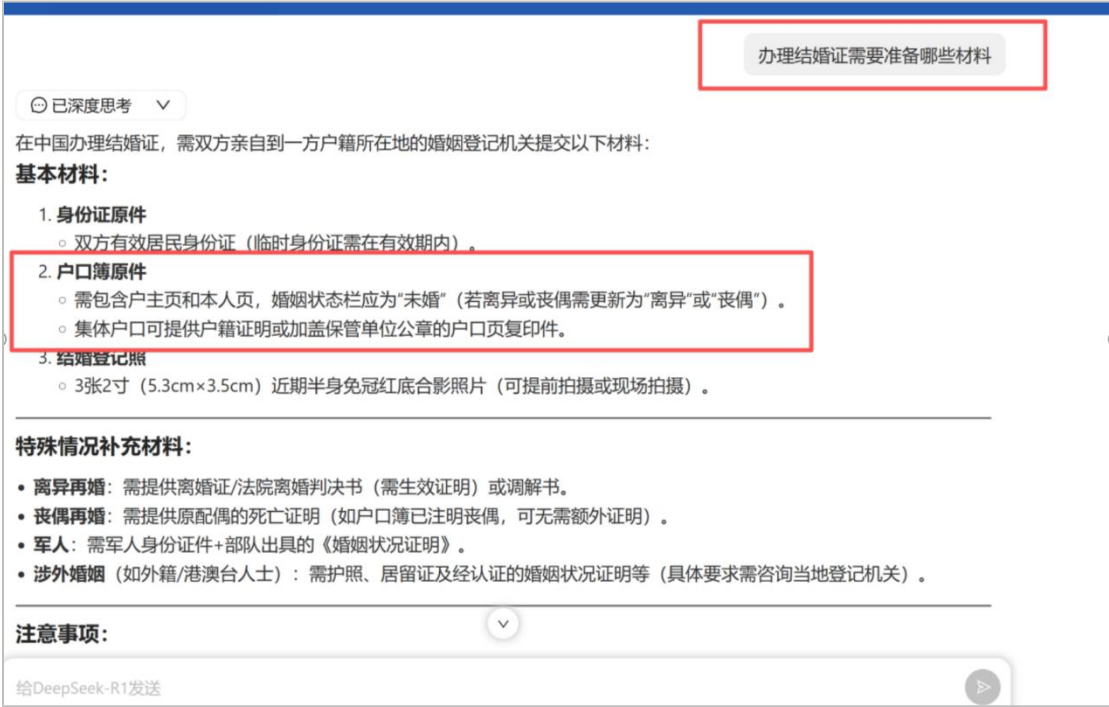 办理结婚证需要准备哪些材料
已深度思考
在中国办理结婚证，需双方亲自到一方户籍所在地的婚姻登记机关提交以下材料：
基本材料：
1. 身份证原件
◦ 双方有效居民身份证（临时身份证需在有效期内）。
2. 户口簿原件
◦ 需包含户主页和本人页，婚姻状态栏应为“未婚”（若离异或丧偶需更新为“离异”或“丧偶”）。
◦ 集体户口可提供户籍证明或加盖保管单位公章的户口页复印件。
3. 结婚登记照
◦ 3张2寸（5.3cm×3.5cm）近期半身免冠红底合影照片（可提前拍摄或现场拍摄）。
特殊情况补充材料：
• 离异再婚：需提供离婚证/法院离婚判决书（需生效证明）或调解书。
• 丧偶再婚：需提供原配偶的死亡证明（如户口簿已注明丧偶，可无需额外证明）。
• 军人：需军人身份证件+部队出具的《婚姻状况证明》。
• 涉外婚姻（如外籍/港澳台人士）：需护照、居留证及经认证的婚姻状况证明等（具体要求需咨询当地登记机关）。
注意事项：
给DeepSeek-R1发送